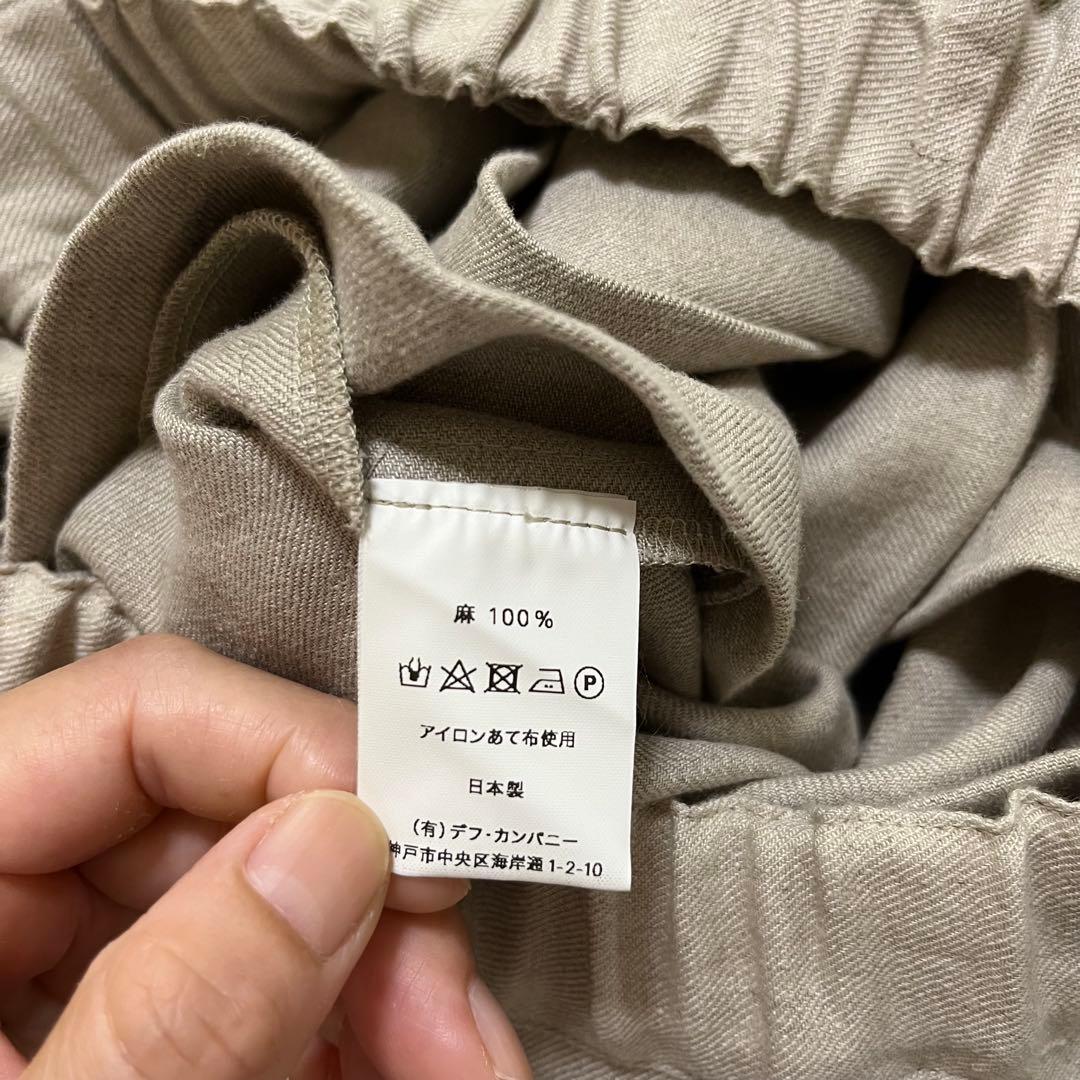 麻 100%
P
アイロンあて布使用
日本製
(有)デフ・カンパニー
神戸市中央区海岸通1-2-10